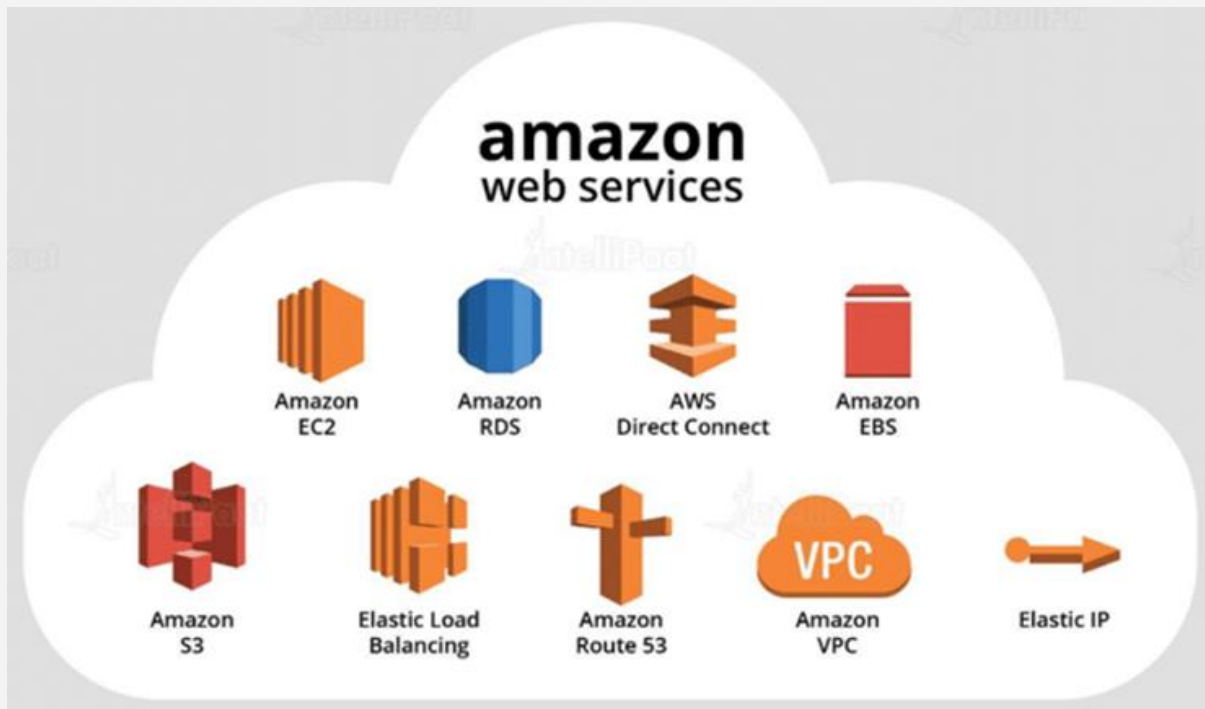 amazon
web services
IntelliPaat
Amazon
EC2
Amazon
RDS
AWS
Direct Connect
Amazon
EBS
Amazon
S3
Elastic Load
Balancing
Amazon
Route 53
VPC
Amazon
VPC
Elastic IP